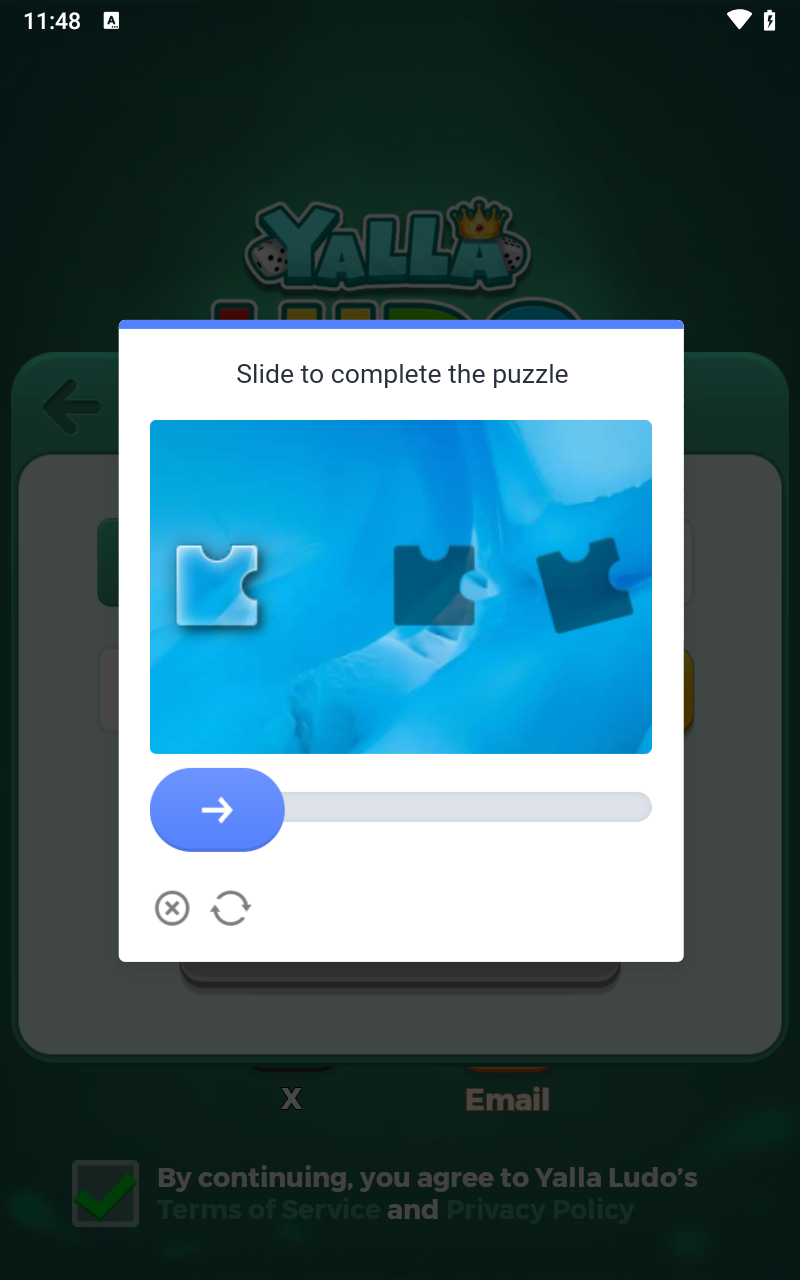 11:48
YALLA
LUDO
Slide to complete the puzzle
X
Email
By continuing, you agree to Yalla Ludo's
Terms of Service and Privacy Policy